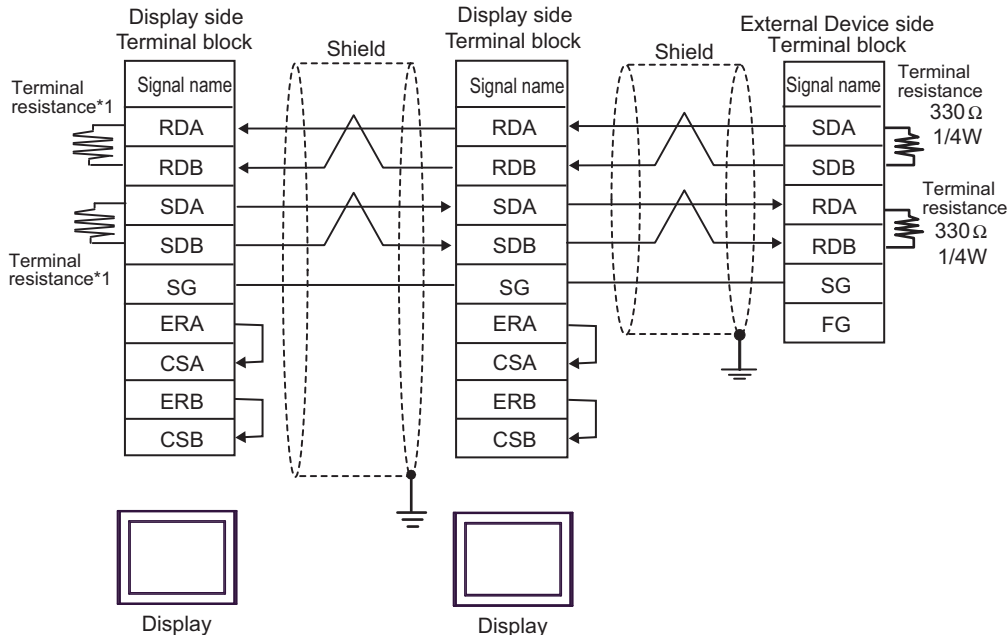 Display side
Terminal block
Shield
Display side
Terminal block
Shield
External Device side
Terminal block
Terminal
resistance*1
Terminal
resistance*1
Signal name
RDA
RDB
SDA
SDB
SG
ERA
CSA
ERB
CSB
Signal name
RDA
RDB
SDA
SDB
SG
ERA
CSA
ERB
CSB
Signal name
SDA
SDB
RDA
RDB
SG
FG
Terminal
resistance
330 Ω
1/4W
Terminal
resistance
330 Ω
1/4W
Display
Display